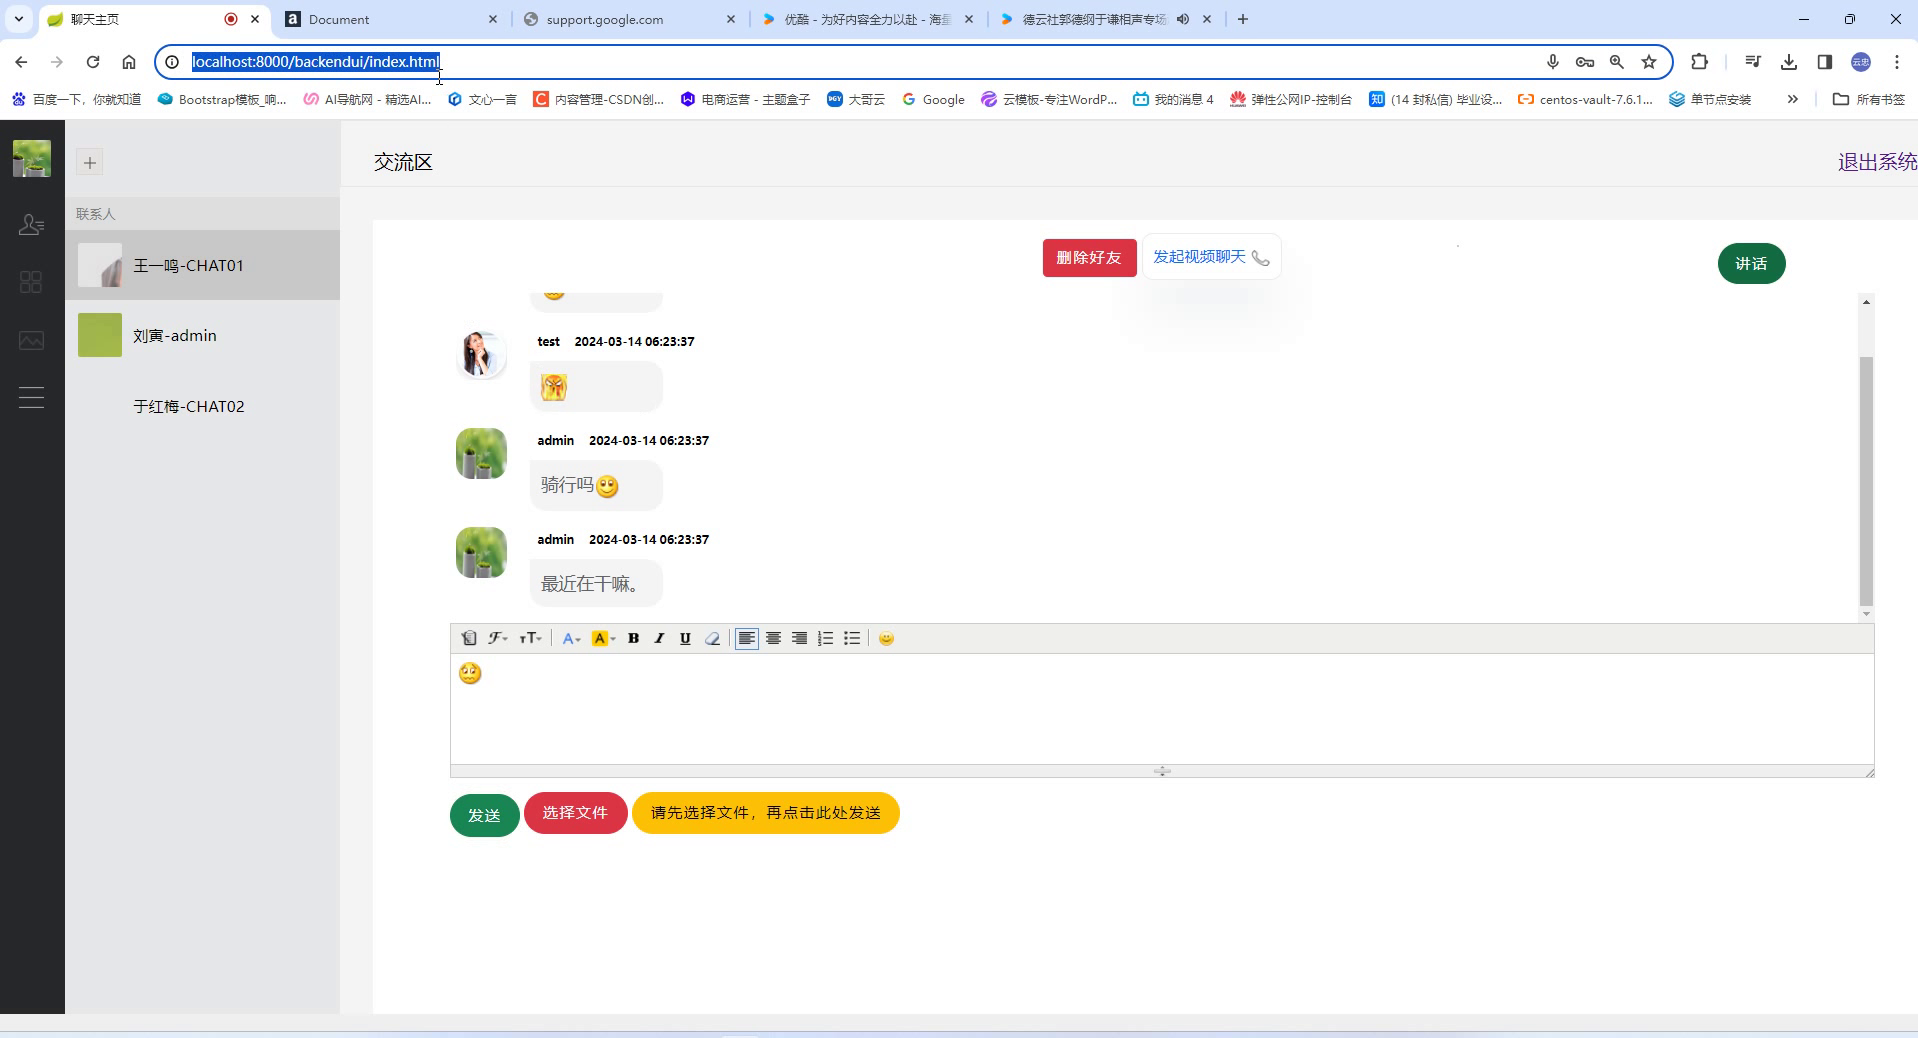 聊天主页
Document
support.google.com
优酷 - 为好内容全力以赴 - 海量
德云社郭德纲于谦相声专场
localhost:8000/backendui/index.html
云忠
百度一下，你就知道
Bootstrap模板_响...
AI导航网 - 精选AI...
文心一言
内容管理-CSDN创...
电商运营 - 主题盒子
大哥云
Google
云模板-专注WordP...
我的消息 4
弹性公网IP-控制台
(14 封私信) 毕业设...
centos-vault-7.6.1...
单节点安装
所有书签
交流区
退出系统
联系人
王一鸣-CHAT01
刘寅-admin
于红梅-CHAT02
删除好友
发起视频聊天
讲话
test 2024-03-14 06:23:37
admin 2024-03-14 06:23:37
骑行吗
admin 2024-03-14 06:23:37
最近在干嘛。
发送
选择文件
请先选择文件，再点击此处发送